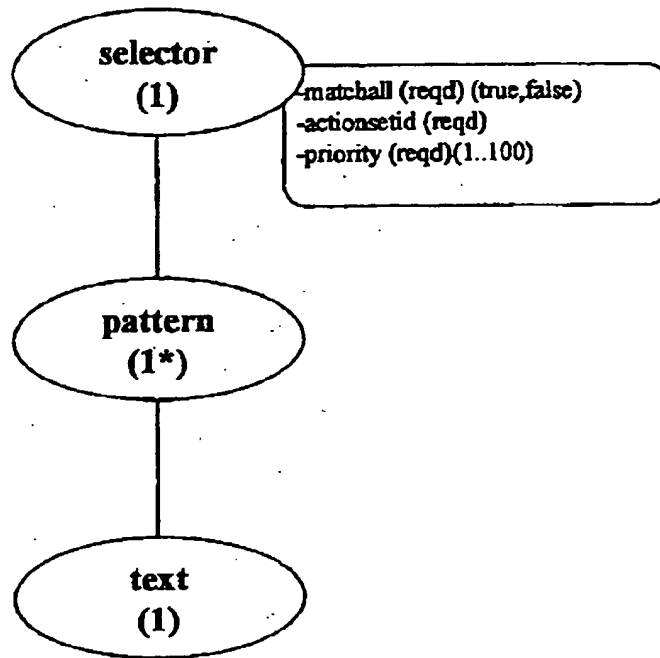 selector
(1)
-matchall (reqd) (true,false)
-actionsetid (reqd)
-priority (reqd)(1..100)
pattern
(1*)
text
(1)